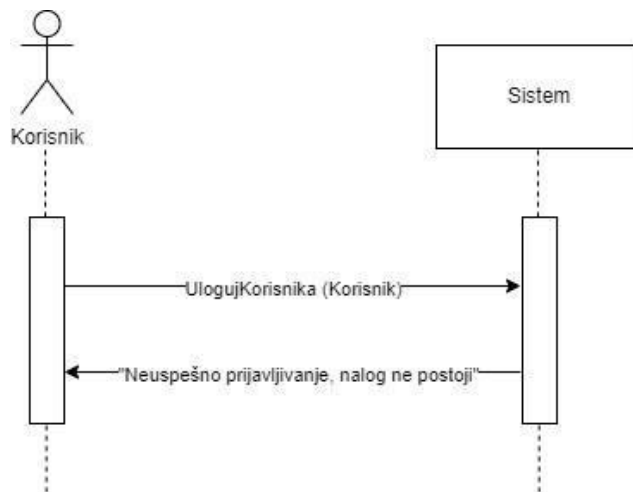 Korisnik
Sistem
UlogujKorisnika (Korisnik)
"Neuspešno prijavljivanje, nalog ne postoji"